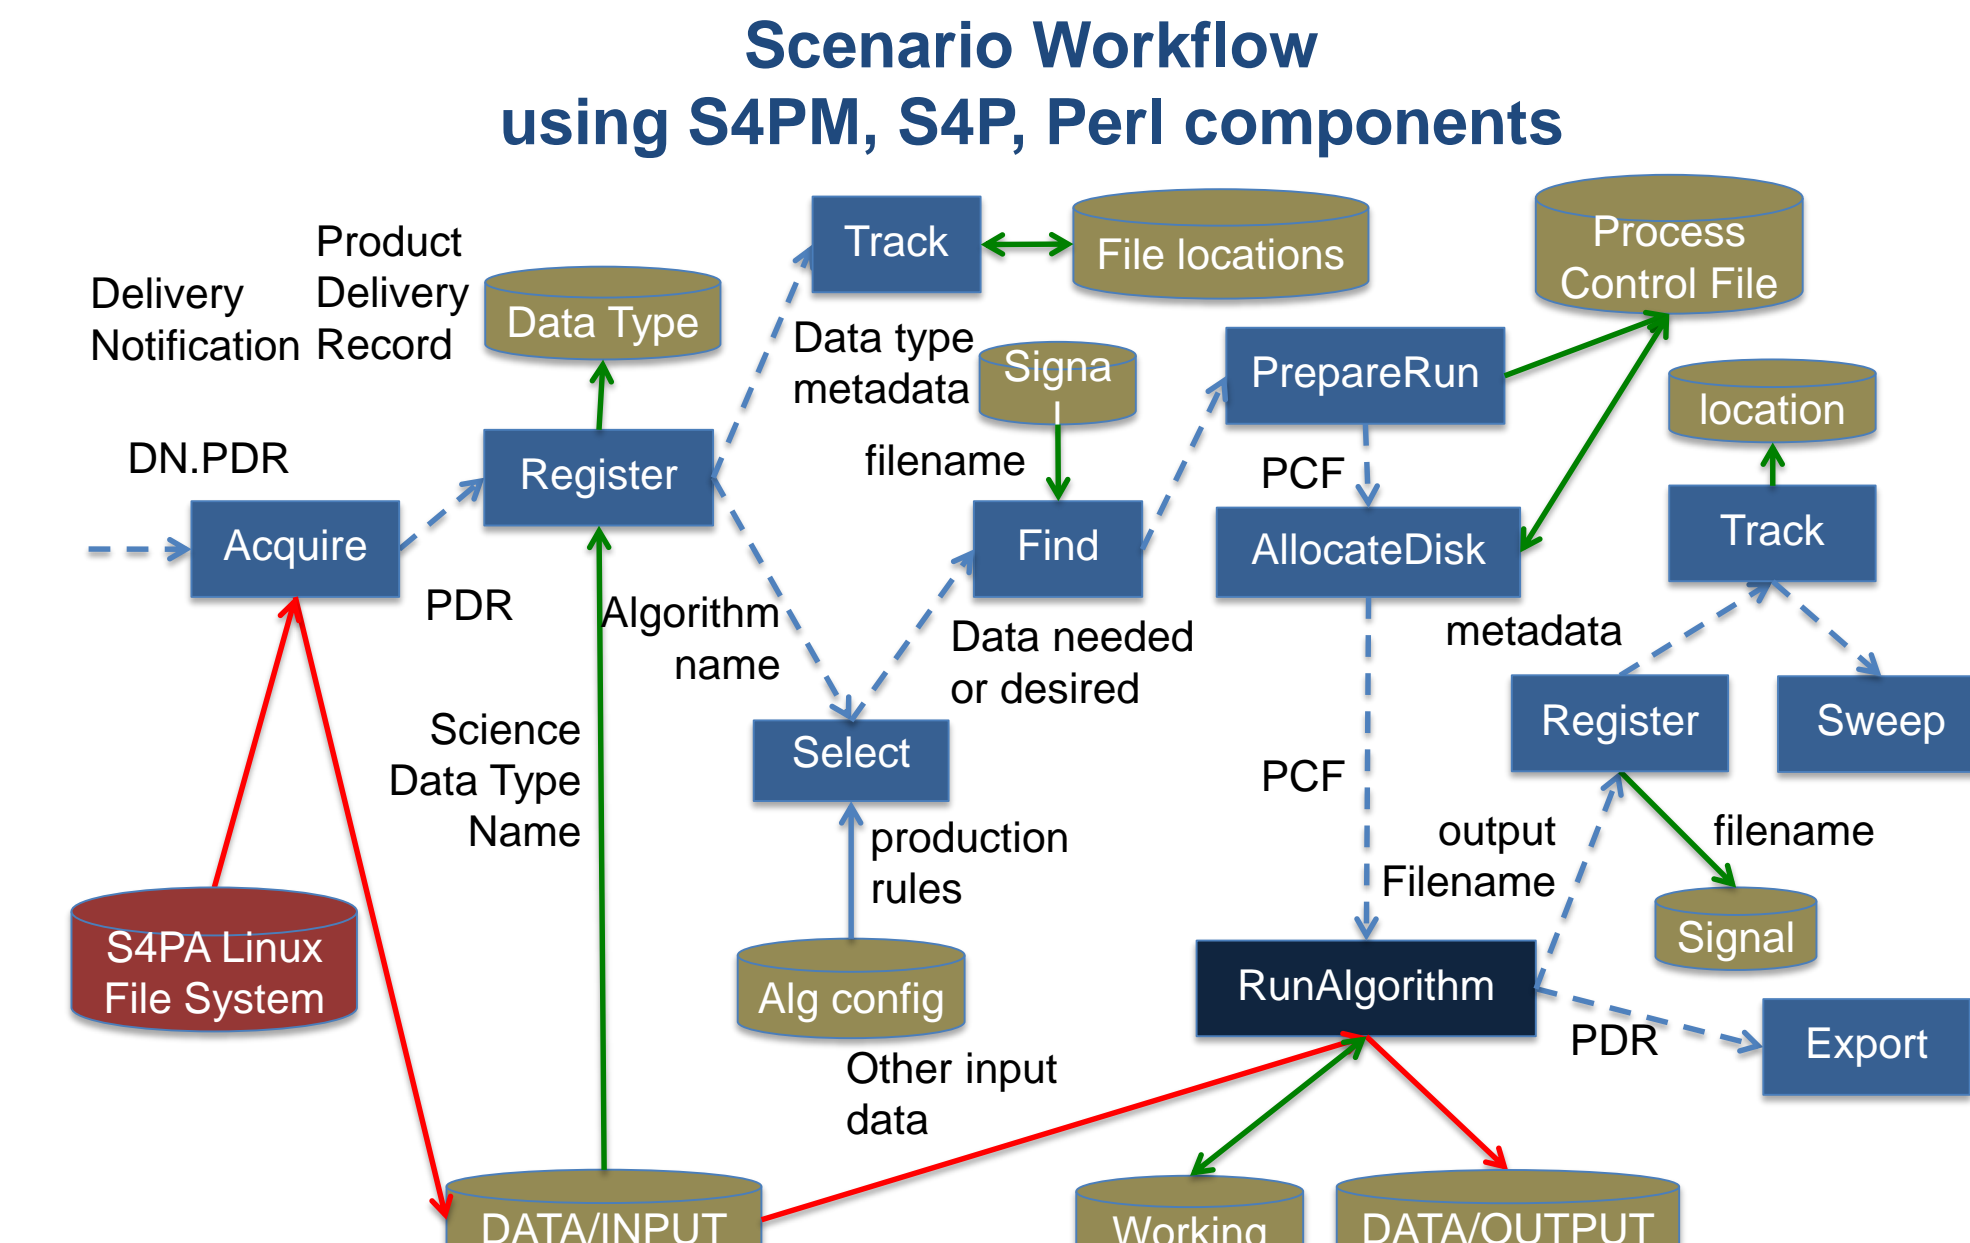 Scenario Workflow
using S4PM, S4P, Perl components
Delivery
Notification
Product
Delivery
Record
Data Type
Track
File locations
Process
Control File
Data type
metadata
Signa
l
PrepareRun
location
DN.PDR
Register
filename
PCF
Acquire
Find
AllocateDisk
Track
PDR
Algorithm
name
Data needed
or desired
metadata
Science
Data Type
Name
Select
PCF
Register
Sweep
production
rules
output
Filename
filename
S4PA Linux
File System
Alg config
RunAlgorithm
Signal
PDR
Export
Other input
data
DATA/INPUT
Working
DATA/OUTPUT